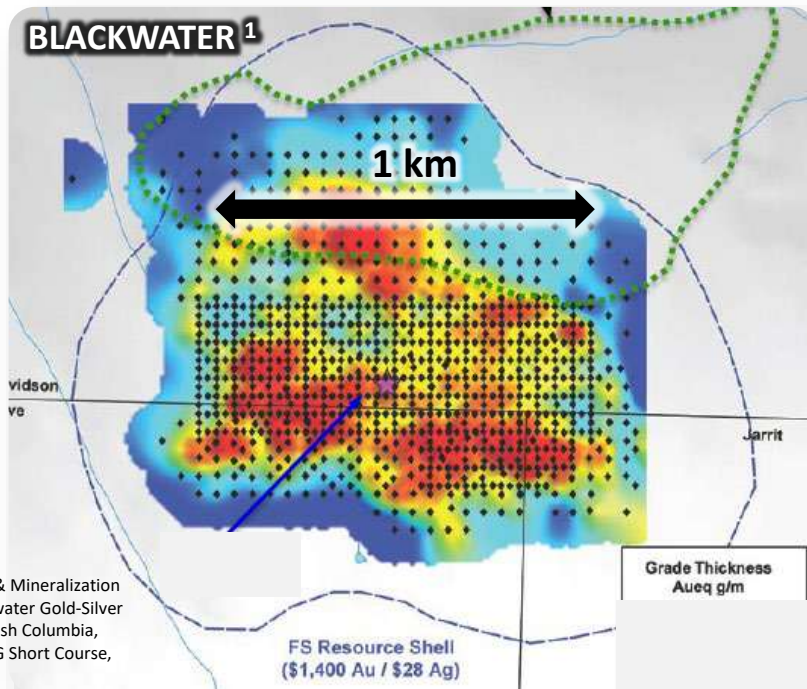 BLACKWATER 1
1 km
vidson
ve
Jarrit
& Mineralization
water Gold-Silver
sh Columbia,
G Short Course,
Grade Thickness
Aueq g/m
FS Resource Shell
($1,400 Au / $28 Ag)